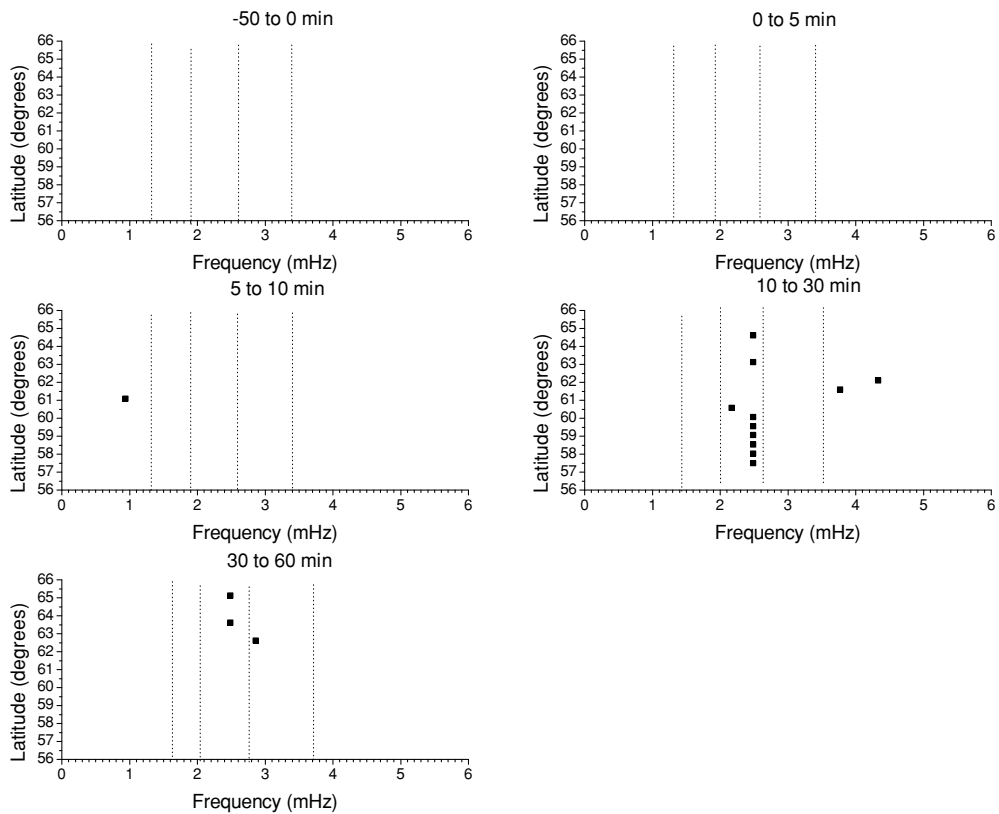 -50 to 0 min
66
65
64
63
62
61
60
59
58
57
56
Latitude (degrees)
0 1 2 3 4 5 6
Frequency (mHz)
0 to 5 min
66
65
64
63
62
61
60
59
58
57
56
Latitude (degrees)
0 1 2 3 4 5 6
Frequency (mHz)
5 to 10 min
66
65
64
63
62
61
60
59
58
57
56
Latitude (degrees)
0 1 2 3 4 5 6
Frequency (mHz)
10 to 30 min
66
65
64
63
62
61
60
59
58
57
56
Latitude (degrees)
0 1 2 3 4 5 6
Frequency (mHz)
30 to 60 min
66
65
64
63
62
61
60
59
58
57
56
Latitude (degrees)
0 1 2 3 4 5 6
Frequency (mHz)